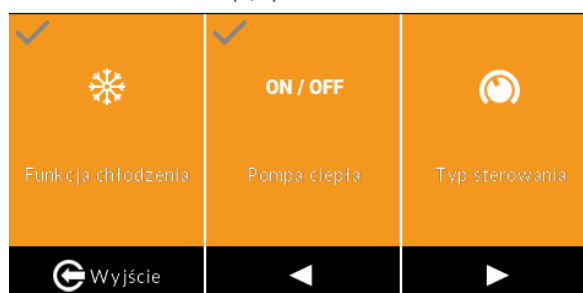 ON / OFF
Funkcja chłodzenia
Pompa ciepła
Typ sterowania
Wyjście